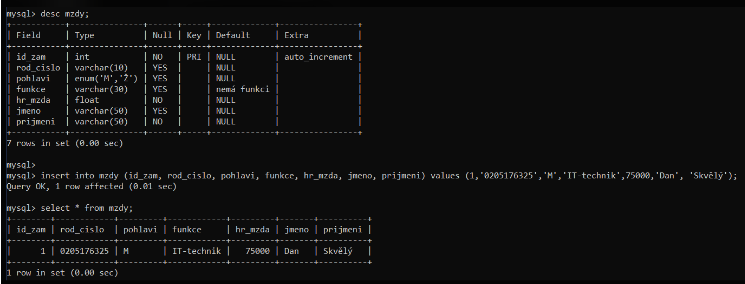 mysql> desc mzdy;
+-----------+--------------+------+-----+-------------+----------------+
| Field | Type | Null | Key | Default | Extra |
+-----------+--------------+------+-----+-------------+----------------+
| id_zam | int | NO | PRI | NULL | auto_increment |
| rod_cislo | varchar(10) | YES | | NULL | |
| pohlavi | enum('M','Ž') | YES | | NULL | |
| funkce | varchar(30) | YES | | nemá funkci | |
| hr_mzda | float | NO | | NULL | |
| jmeno | varchar(50) | YES | | NULL | |
| prijmeni | varchar(50) | NO | | NULL | |
+-----------+--------------+------+-----+-------------+----------------+
7 rows in set (0.00 sec)
mysql>
mysql> insert into mzdy (id_zam, rod_cislo, pohlavi, funkce, hr_mzda, jmeno, prijmeni) values (1,'0205176325','M','IT-technik',75000,'Dan', 'Skvělý');
Query OK, 1 row affected (0.01 sec)
mysql> select * from mzdy;
+--------+------------+---------+------------+---------+-------+----------+
| id_zam | rod_cislo | pohlavi | funkce | hr_mzda | jmeno | prijmeni |
+--------+------------+---------+------------+---------+-------+----------+
| 1 | 0205176325 | M | IT-technik | 75000 | Dan | Skvělý |
+--------+------------+---------+------------+---------+-------+----------+
1 row in set (0.00 sec)